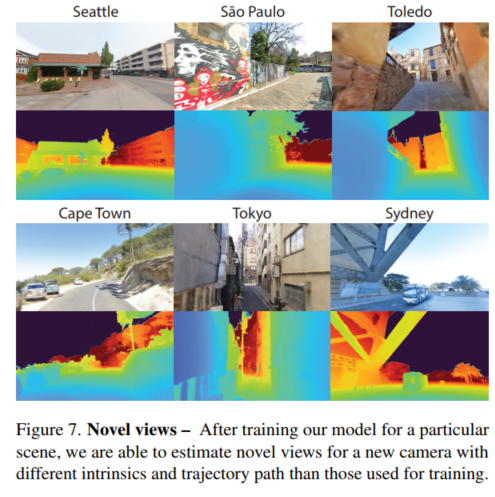 Seattle São Paulo Toledo
Cape Town Tokyo Sydney
Figure 7. Novel views – After training our model for a particular
scene, we are able to estimate novel views for a new camera with
different intrinsics and trajectory path than those used for training.